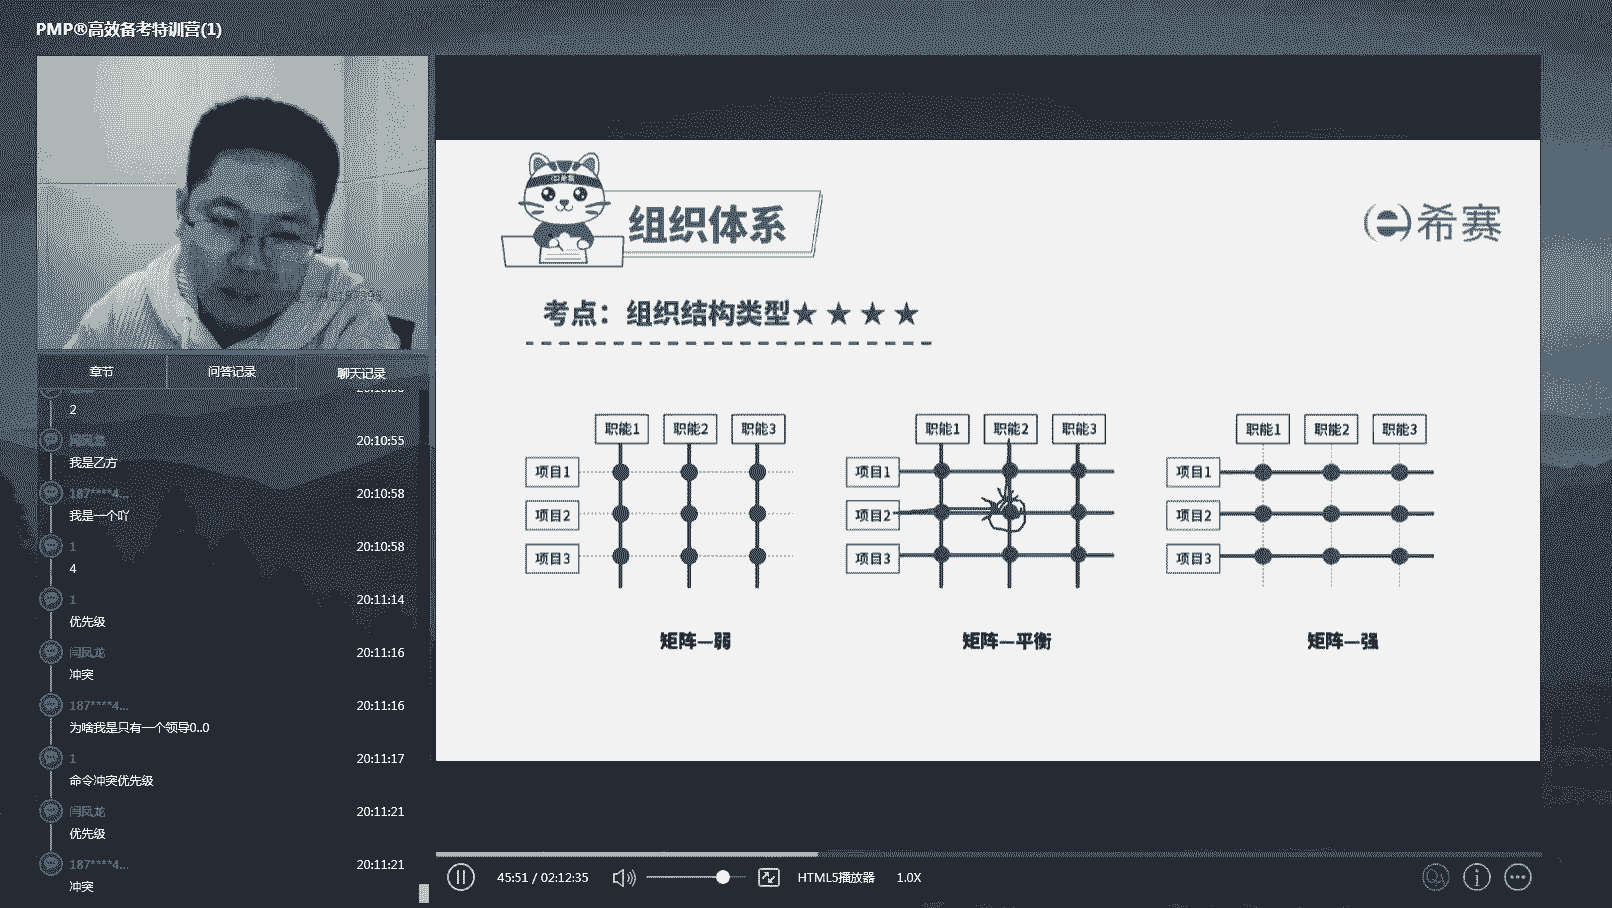 PMP®高效备考特训营(1)
章节
问答记录
聊天记录
2
闫凤龙
20:10:55
我是乙方
187****4...
20:10:58
我是一个吖
1
20:10:58
4
1
20:11:14
优先级
闫凤龙
20:11:16
冲突
187****4...
20:11:16
为啥我是只有一个领导0..0
1
20:11:17
命令冲突优先级
闫凤龙
20:11:21
优先级
187****4...
20:11:21
冲突
组织体系
希赛
考点：组织结构类型★★★★
职能1 职能2 职能3
项目1
项目2
项目3
矩阵—弱
职能1 职能2 职能3
项目1
项目2
项目3
矩阵—平衡
职能1 职能2 职能3
项目1
项目2
项目3
矩阵—强
45:51 / 02:12:35
HTML5播放器
1.0X